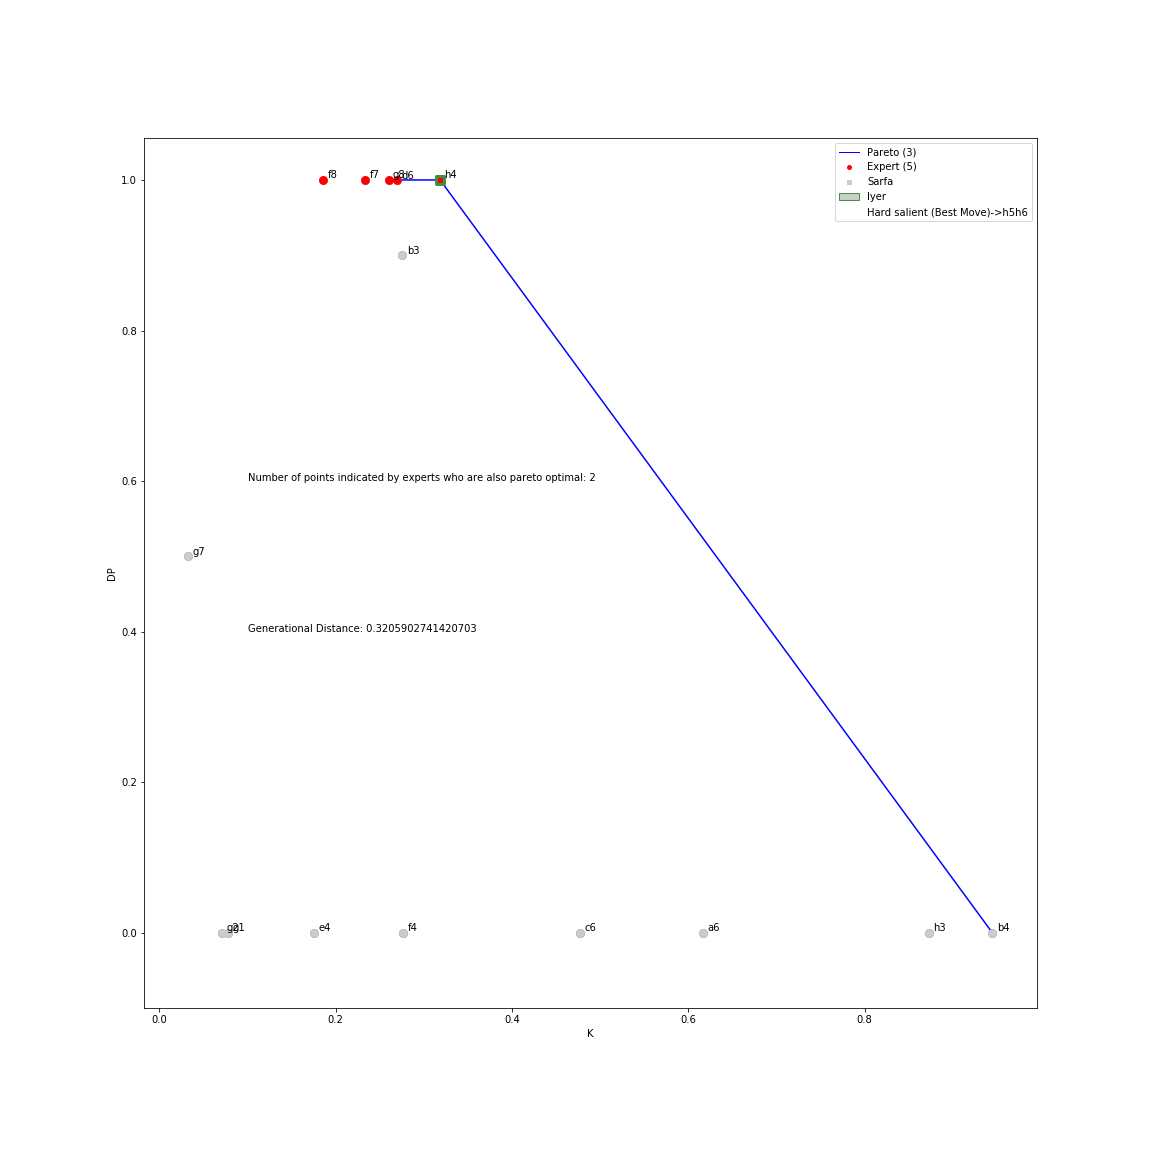 Pareto (3)
Expert (5)
Sarfa
Iyer
Hard salient (Best Move)->h5h6
1.0
f8
f7
h4
b3
0.8
Number of points indicated by experts who are also pareto optimal: 2
0.6
g7
DP
Generational Distance: 0.3205902741420703
0.4
0.2
0.0
e4
f4
c6
a6
h3
b4
0.0
0.2
0.4
0.6
0.8
K